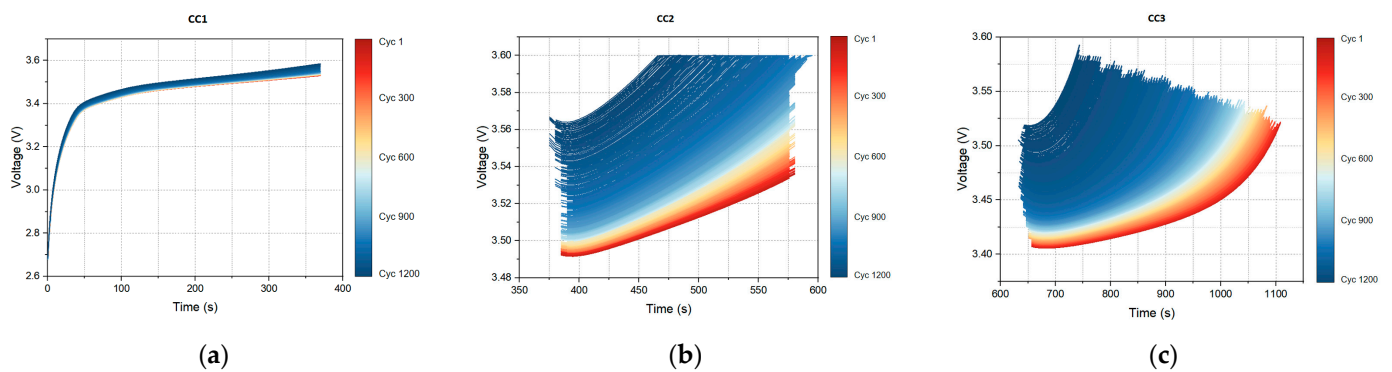 CC1
3.6
3.4
3.2
3.0
2.8
2.6
Voltage (V)
0
50
100
150
200
250
300
350
400
Time (s)
Cyc 1
Cyc 300
Cyc 600
Cyc 900
Cyc 1200
(a)
CC2
3.60
3.58
3.56
3.54
3.52
3.50
3.48
Voltage (V)
350
400
450
500
550
600
Time (s)
Cyc 1
Cyc 300
Cyc 600
Cyc 900
Cyc 1200
(b)
CC3
3.60
3.55
3.50
3.45
3.40
Voltage (V)
600
700
800
900
1000
1100
Time (s)
Cyc 1
Cyc 300
Cyc 600
Cyc 900
Cyc 1200
(c)